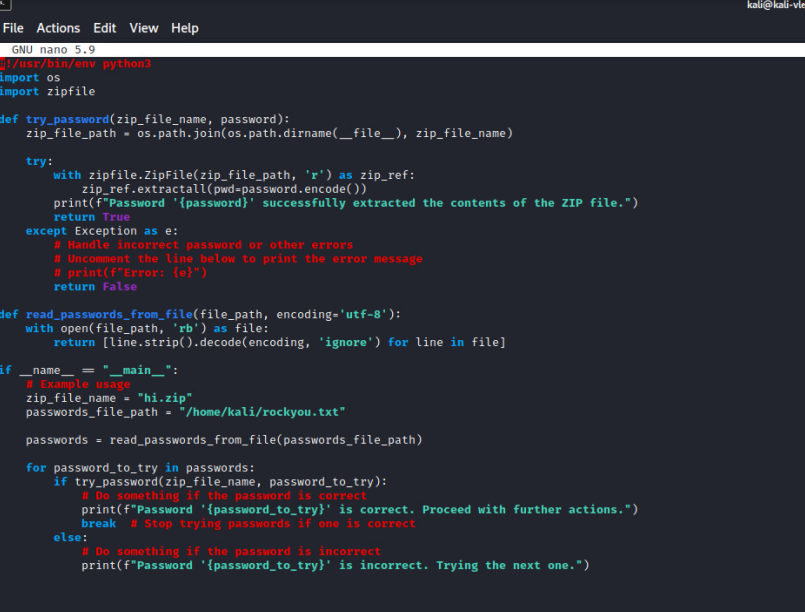 kali@kali-vle
File Actions Edit View Help
GNU nano 5.9
#!/usr/bin/env python3
import os
import zipfile
def try_password(zip_file_name, password):
    zip_file_path = os.path.join(os.path.dirname(__file__), zip_file_name)
    try:
        with zipfile.ZipFile(zip_file_path, 'r') as zip_ref:
            zip_ref.extractall(pwd=password.encode())
        print(f"Password '{password}' successfully extracted the contents of the ZIP file.")
        return True
    except Exception as e:
        # Handle incorrect password or other errors
        # Uncomment the line below to print the error message
        # print(f"Error: {e}")
        return False
def read_passwords_from_file(file_path, encoding='utf-8'):
    with open(file_path, 'rb') as file:
        return [line.strip().decode(encoding, 'ignore') for line in file]
if __name__ == "__main__":
    # Example usage
    zip_file_name = "hi.zip"
    passwords_file_path = "/home/kali/rockyou.txt"
    passwords = read_passwords_from_file(passwords_file_path)
    for password_to_try in passwords:
        if try_password(zip_file_name, password_to_try):
            # Do something if the password is correct
            print(f"Password '{password_to_try}' is correct. Proceed with further actions.")
            break  # Stop trying passwords if one is correct
        else:
            # Do something if the password is incorrect
            print(f"Password '{password_to_try}' is incorrect. Trying the next one.")